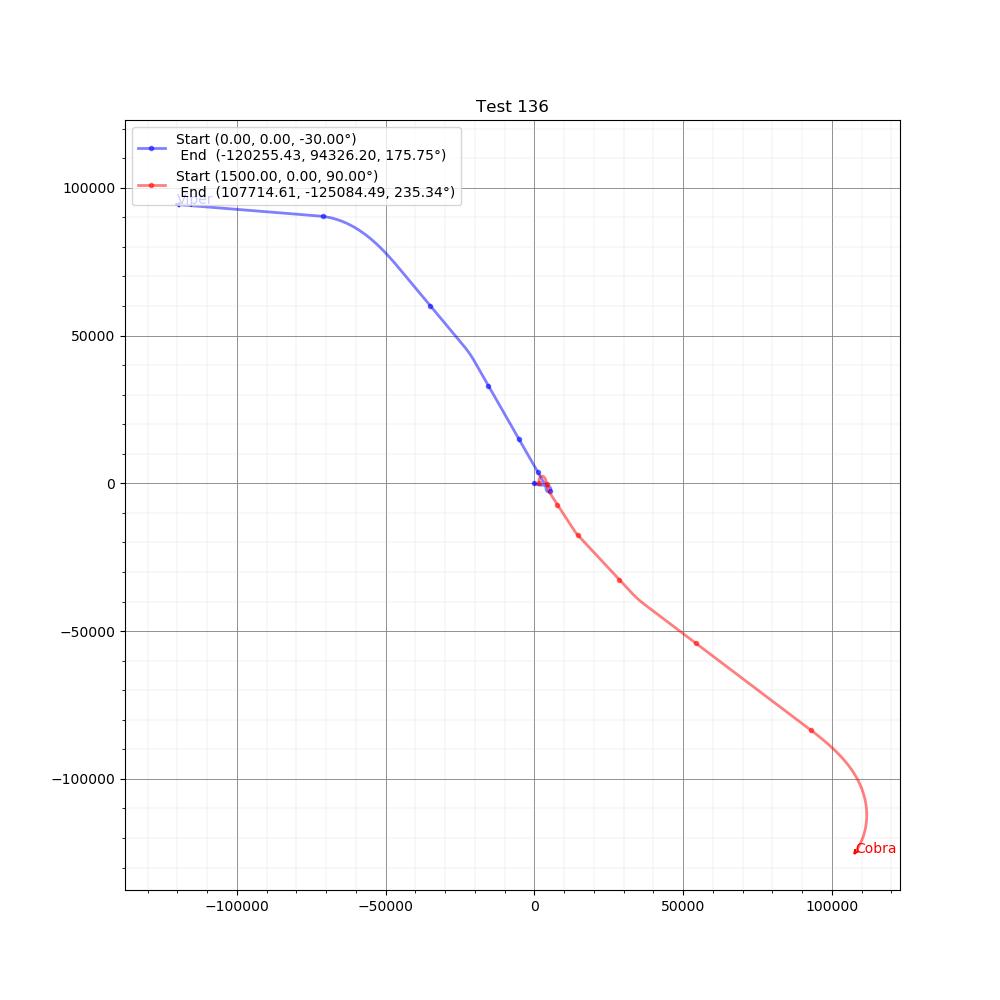 Test 136
Start (0.00, 0.00, -30.00°)
End (-120255.43, 94326.20, 175.75°)
Start (1500.00, 0.00, 90.00°)
End (107714.61, -125084.49, 235.34°)
Viper
100000
50000
0
−50000
−100000
Cobra
−100000
−50000
0
50000
100000